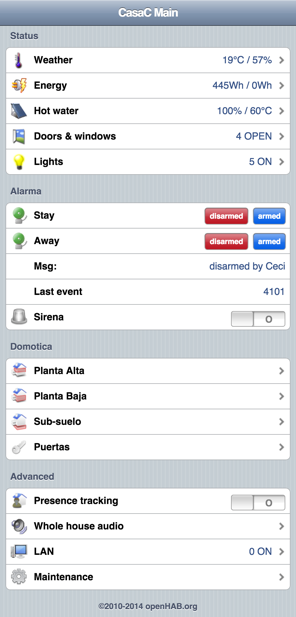 CasaC Main
Status
Weather 19°C / 57%
Energy 445Wh / 0Wh
Hot water 100% / 60°C
Doors & windows 4 OPEN
Lights 5 ON
Alarma
Stay disarmed armed
Away disarmed armed
Msg: disarmed by Ceci
Last event 4101
Sirena O
Domotica
Planta Alta
Planta Baja
Sub-suelo
Puertas
Advanced
Presence tracking O
Whole house audio
LAN 0 ON
Maintenance
©2010-2014 openHAB.org